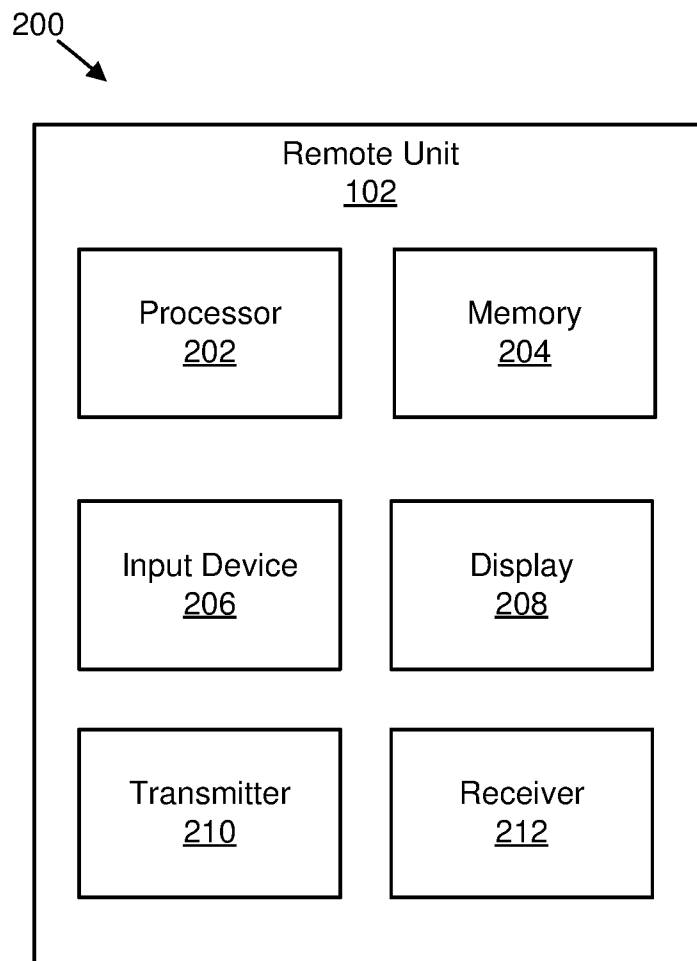 200
Remote Unit
102
Processor
202
Memory
204
Input Device
206
Display
208
Transmitter
210
Receiver
212